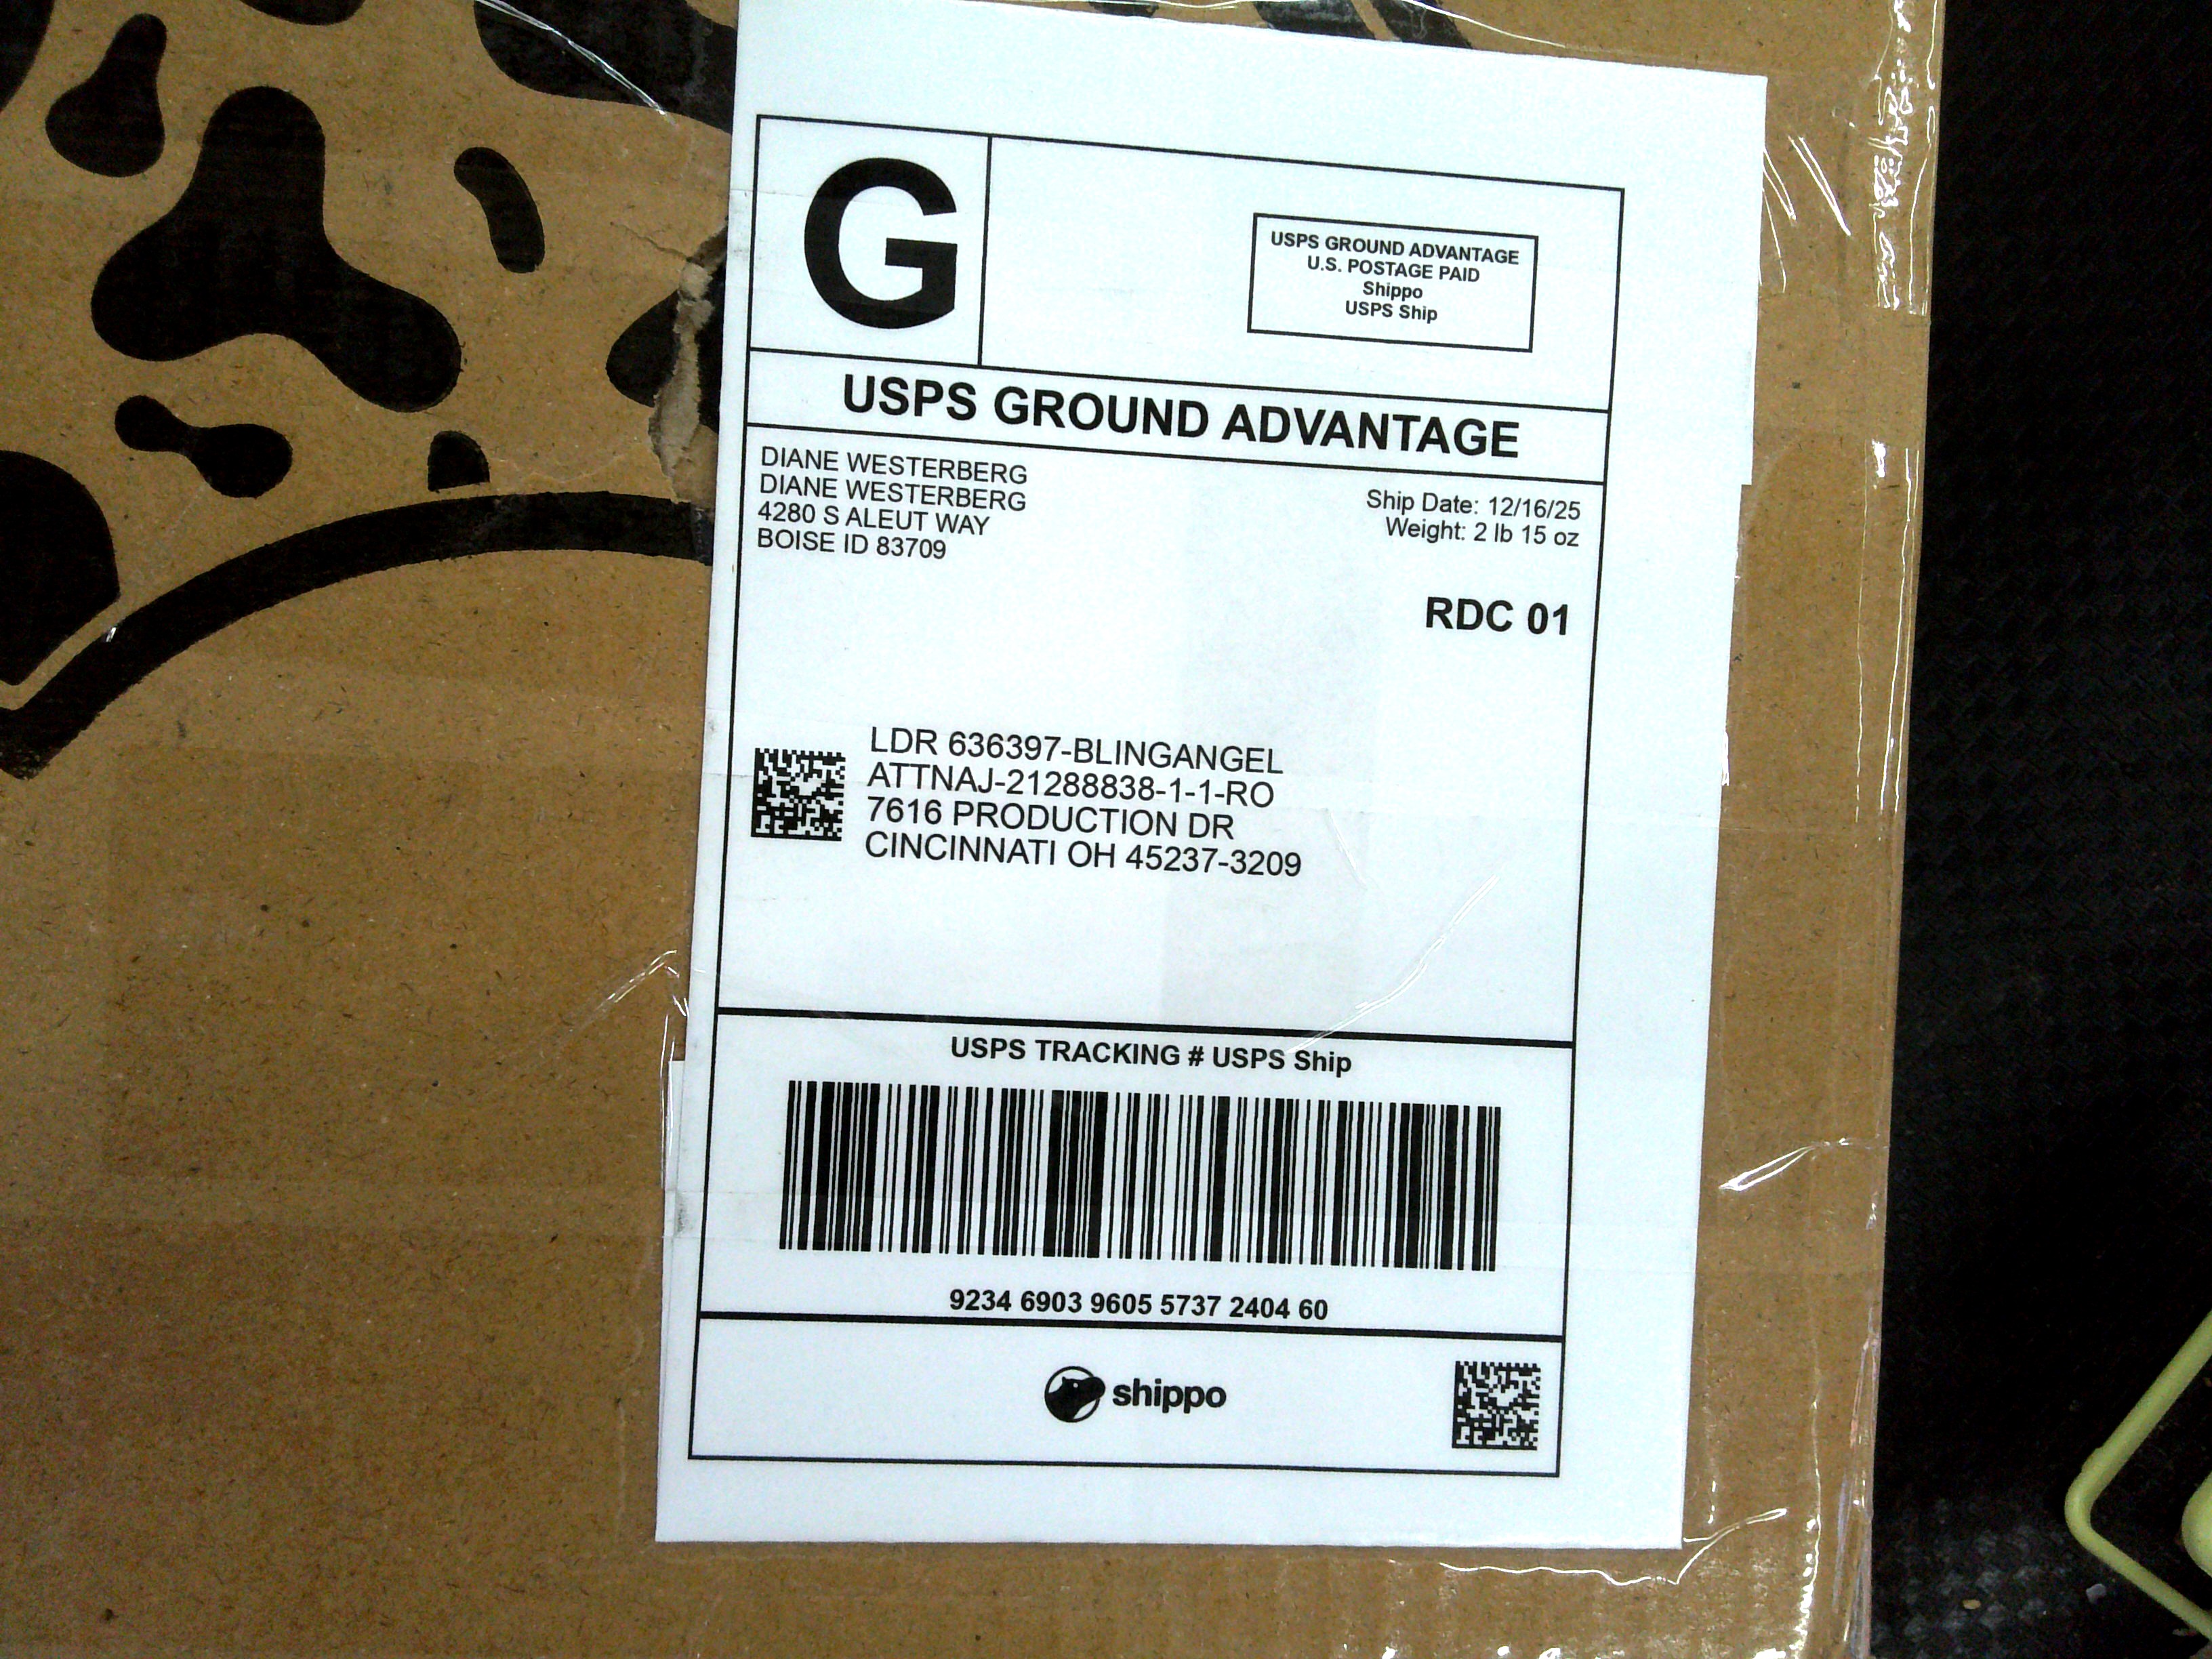 G
USPS GROUND ADVANTAGE
U.S. POSTAGE PAID
Shippo
USPS Ship
USPS GROUND ADVANTAGE
DIANE WESTERBERG
DIANE WESTERBERG
4280 S ALEUT WAY
BOISE ID 83709
Ship Date: 12/16/25
Weight: 2 lb 15 oz
RDC 01
LDR 636397-BLINGANGEL
ATTNAJ-21288838-1-1-RO
7616 PRODUCTION DR
CINCINNATI OH 45237-3209
USPS TRACKING # USPS Ship
9234 6903 9605 5737 2404 60
shippo